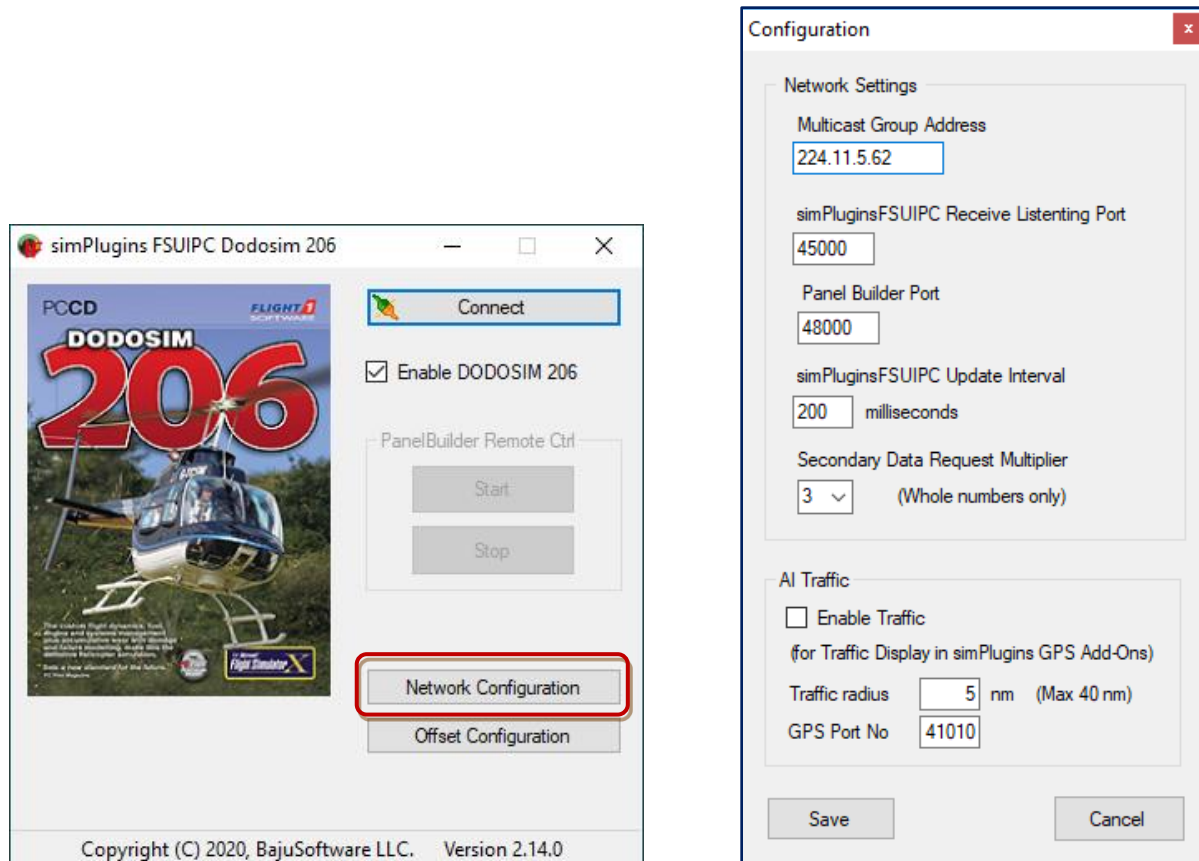 simPlugins FSUIPC Dodosim 206
PCCD
FLIGHT1
SOFTWARE
DODOSIM
206
Flight Simulator X
Connect
Enable DODOSIM 206
PanelBuilder Remote Ctrl
Start
Stop
Network Configuration
Offset Configuration
Copyright (C) 2020, BajuSoftware LLC. Version 2.14.0
Configuration
x
Network Settings
Multicast Group Address
224.11.5.62
simPluginsFSUIPC Receive Listenting Port
45000
Panel Builder Port
48000
simPluginsFSUIPC Update Interval
200 milliseconds
Secondary Data Request Multiplier
3 (Whole numbers only)
AI Traffic
Enable Traffic
(for Traffic Display in simPlugins GPS Add-Ons)
Traffic radius 5 nm (Max 40 nm)
GPS Port No 41010
Save Cancel